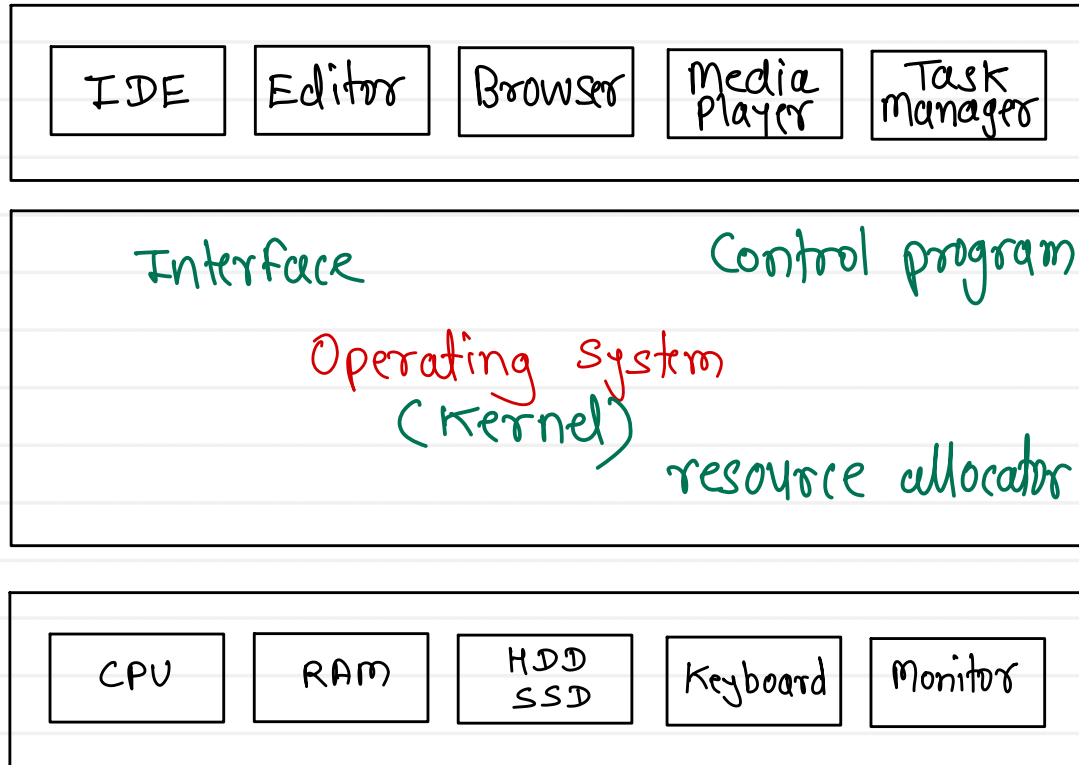 IDE
Editor
Browser
Media
Player
Task
Manager
Interface
Control program
Operating System
(Kernel)
resource allocator
CPU
RAM
HDD
SSD
Keyboard
Monitor